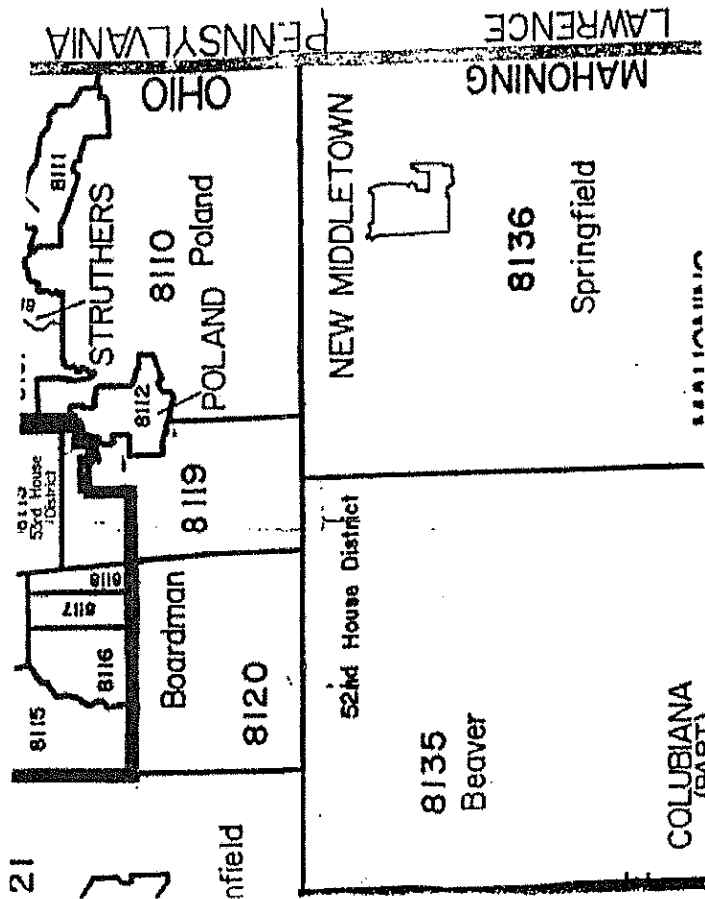 PENNSYLVANIA
LAWRENCE
OHIO
MAHONING
8111
STRUTHERS
8110
Poland
8112
POLAND
NEW MIDDLETOWN
8136
Springfield
53rd House
District
8119
8118
8117
8116
8115
Boardman
8120
52nd House District
8135
Beaver
COLUBIANA
(PART)
21
nfield